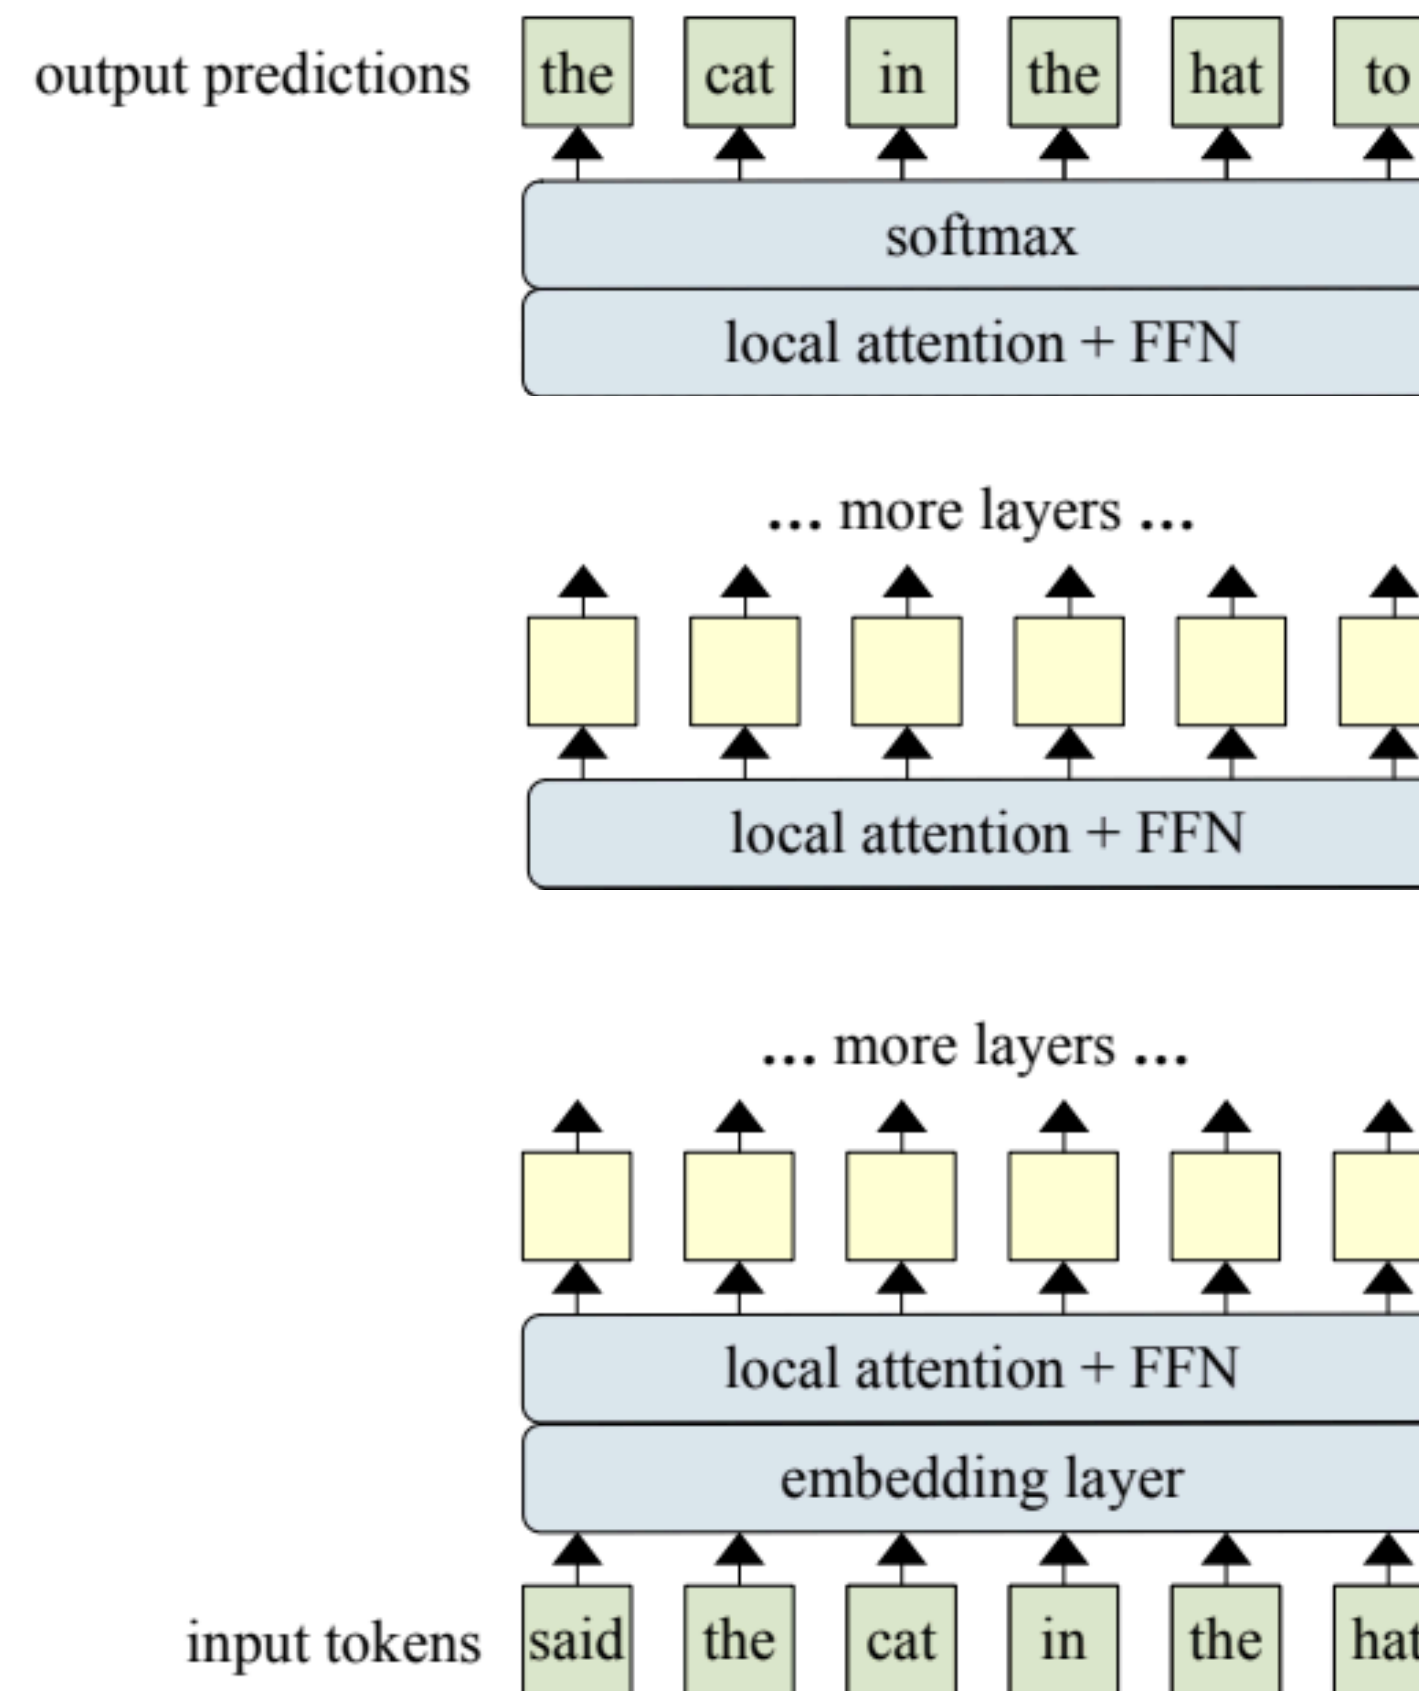 output predictions the cat in the hat to
softmax
local attention + FFN
... more layers ...
local attention + FFN
... more layers ...
local attention + FFN
embedding layer
input tokens said the cat in the hat